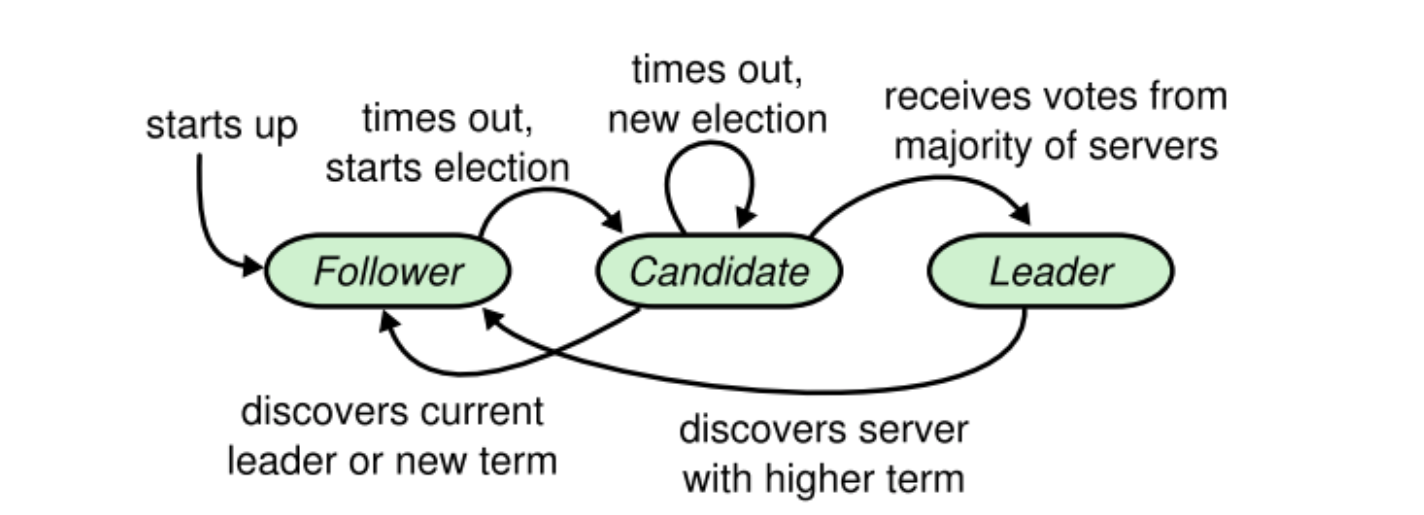 starts up
times out,
starts election
times out,
new election
receives votes from
majority of servers
Follower
Candidate
Leader
discovers current
leader or new term
discovers server
with higher term